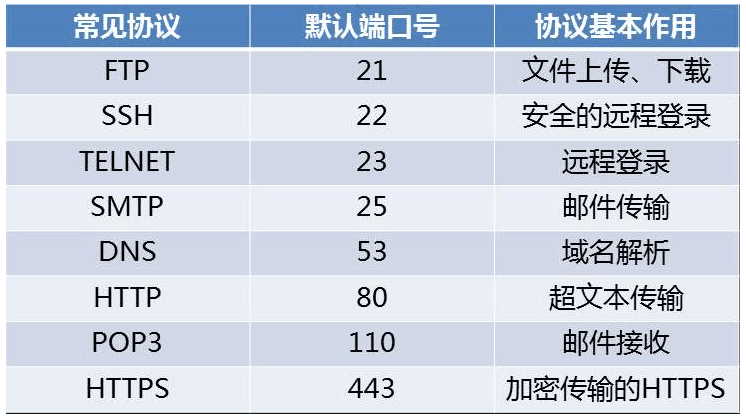 常见协议 默认端口号 协议基本作用
FTP 21 文件上传、下载
SSH 22 安全的远程登录
TELNET 23 远程登录
SMTP 25 邮件传输
DNS 53 域名解析
HTTP 80 超文本传输
POP3 110 邮件接收
HTTPS 443 加密传输的HTTPS